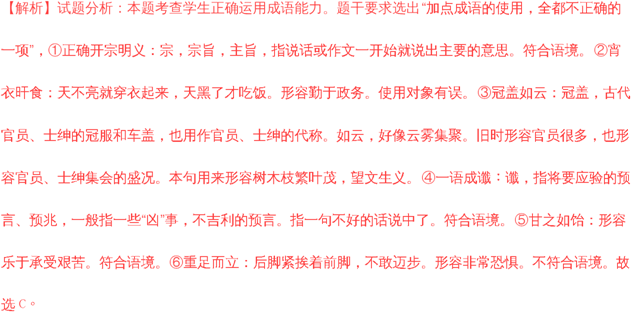 【解析】试题分析：本题考查学生正确运用成语能力。题干要求选出“加点成语的使用，全都不正确的
一项”，①正确开宗明义：宗，宗旨，主旨，指说话或作文一开始就说出主要的意思。符合语境。②宵
衣旰食：天不亮就穿衣起来，天黑了才吃饭。形容勤于政务。使用对象有误。③冠盖如云：冠盖，古代
官员、士绅的冠服和车盖，也用作官员、士绅的代称。如云，好像云雾集聚。旧时形容官员很多，也形
容官员、士绅集会的盛况。本句用来形容树木枝繁叶茂，望文生义。④一语成谶：谶，指将要应验的预
言、预兆，一般指一些“凶”事，不吉利的预言。指一句不好的话说中了。符合语境。⑤甘之如饴：形容
乐于承受艰苦。符合语境。⑥重足而立：后脚紧挨着前脚，不敢迈步。形容非常恐惧。不符合语境。故
选 C。